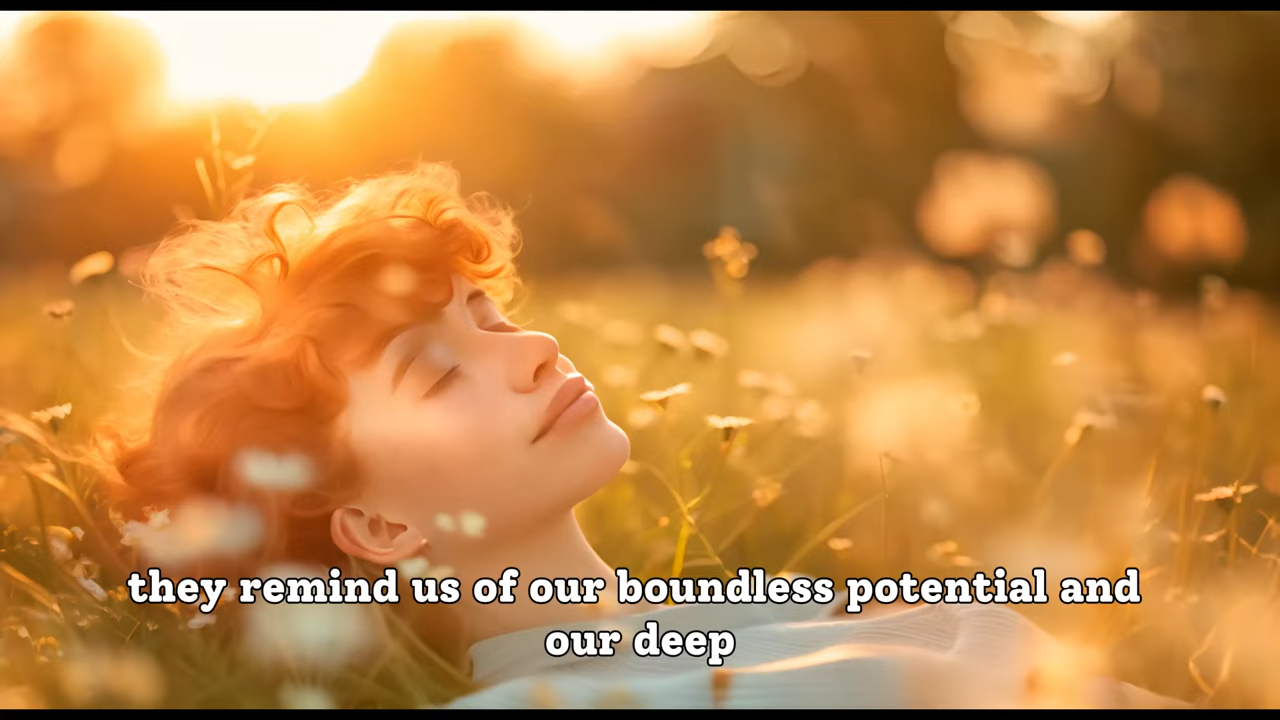 they remind us of our boundless potential and
our deep